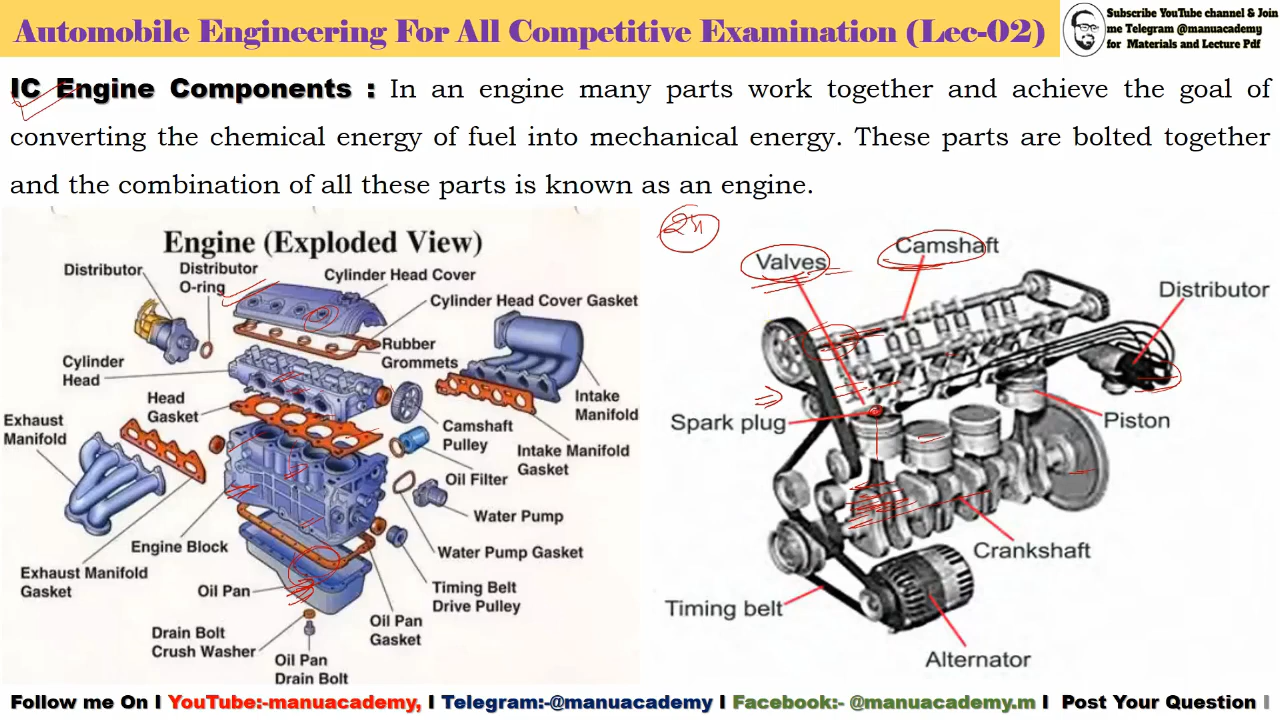 Automobile Engineering For All Competitive Examination (Lec-02)
Subscribe YouTube channel & Join
me Telegram @manuacademy
for Materials and Lecture Pdf
IC Engine Components : In an engine many parts work together and achieve the goal of
converting the chemical energy of fuel into mechanical energy. These parts are bolted together
and the combination of all these parts is known as an engine.
Engine (Exploded View)
Distributor
Distributor
O-ring
Cylinder Head Cover
Cylinder Head Cover Gasket
Rubber
Grommets
Cylinder
Head
Head
Gasket
Intake
Manifold
Exhaust
Manifold
Camshaft
Pulley
Intake Manifold
Gasket
Oil Filter
Water Pump
Engine Block
Water Pump Gasket
Exhaust Manifold
Gasket
Oil Pan
Timing Belt
Drive Pulley
Oil Pan
Gasket
Drain Bolt
Crush Washer
Oil Pan
Drain Bolt
Valves
Camshaft
Distributor
Spark plug
Piston
Crankshaft
Timing belt
Alternator
Follow me On I YouTube:-manuacademy, I Telegram:-@manuacademy I Facebook:- @manuacademy.m I Post Your Question I